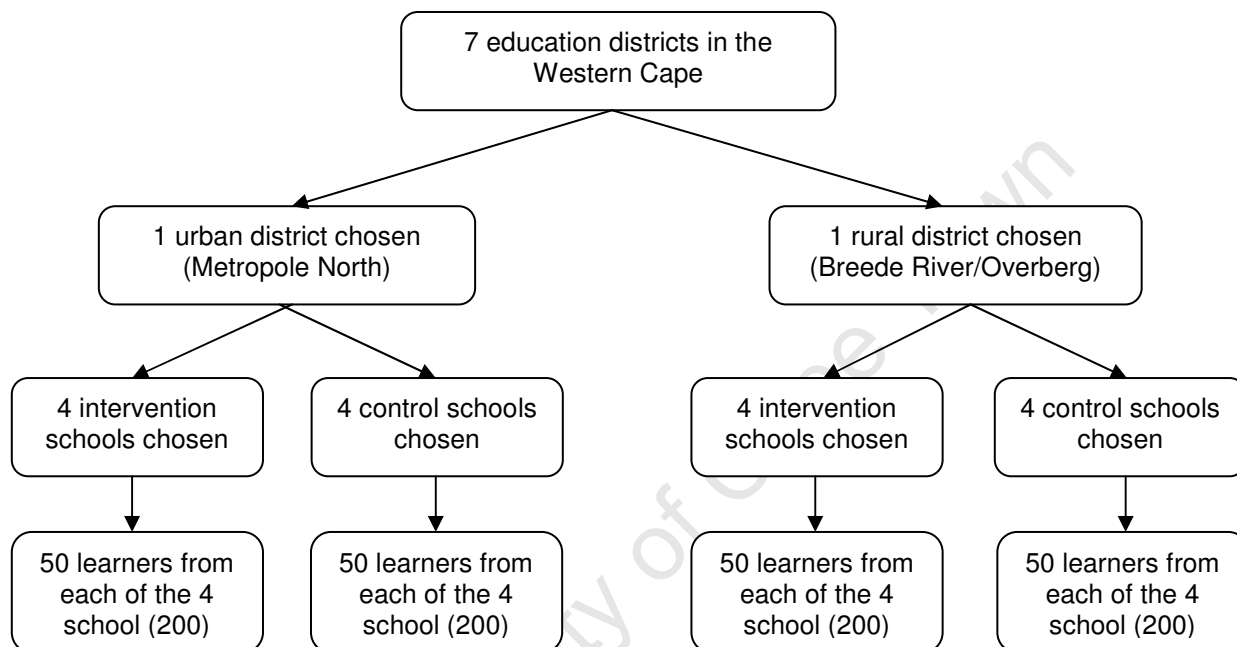 7 education districts in the
Western Cape
1 urban district chosen
(Metropole North)
1 rural district chosen
(Breede River/Overberg)
4 intervention
schools chosen
4 control schools
chosen
4 intervention
schools chosen
4 control schools
chosen
50 learners from
each of the 4
school (200)
50 learners from
each of the 4
school (200)
50 learners from
each of the 4
school (200)
50 learners from
each of the 4
school (200)